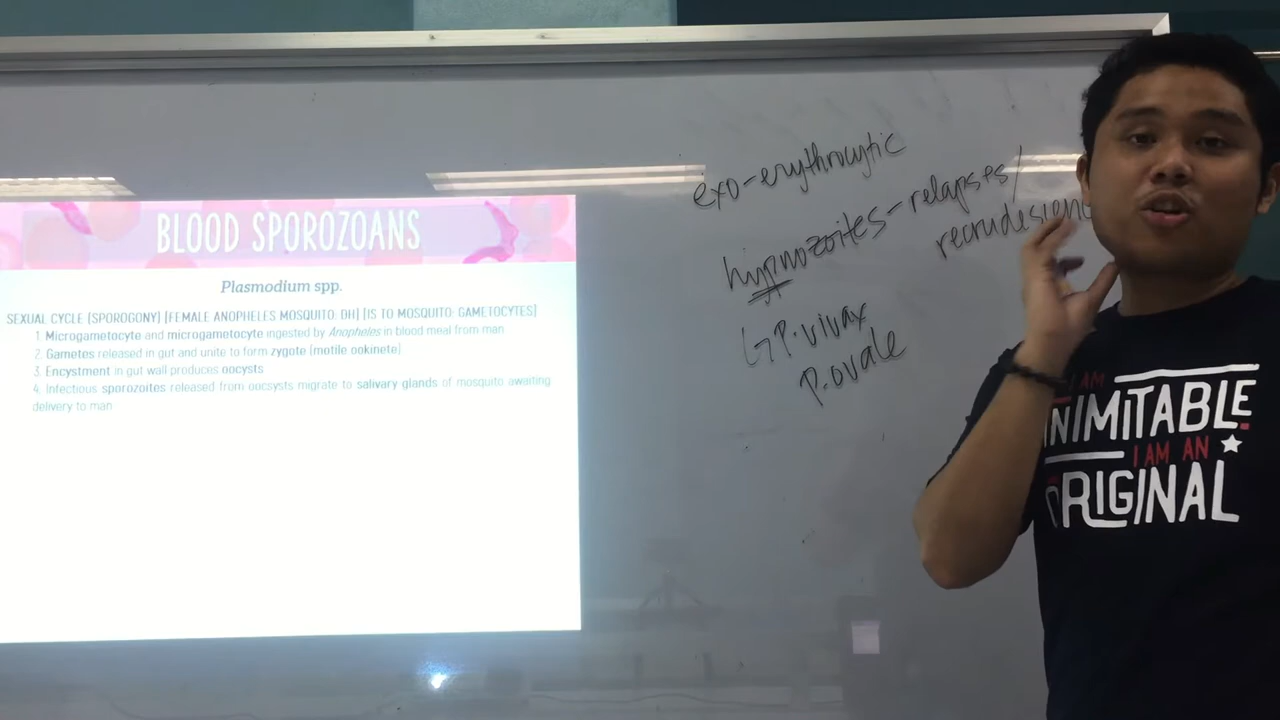 BLOOD SPOROZOANS
Plasmodium spp.
SEXUAL CYCLE (SPOROGONY) (FEMALE ANOPHELES MOSQUITO: DH) (IS TO MOSQUITO: GAMETOCYTES)
1. Microgametocyte and microgametocyte ingested by Anopheles in blood meal from man
2. Gametes released in gut and unite to form zygote (motile ookinete)
3. Encystment in gut wall produces oocysts
4. Infectious sporozoites released from oocysts migrate to salivary glands of mosquito awaiting
delivery to man
exo-erythrocytic
hypnozoites - relapses/
recrudescient
P. vivax
P. ovale
I AM
INIMITABLE.
I AM AN
ORIGINAL